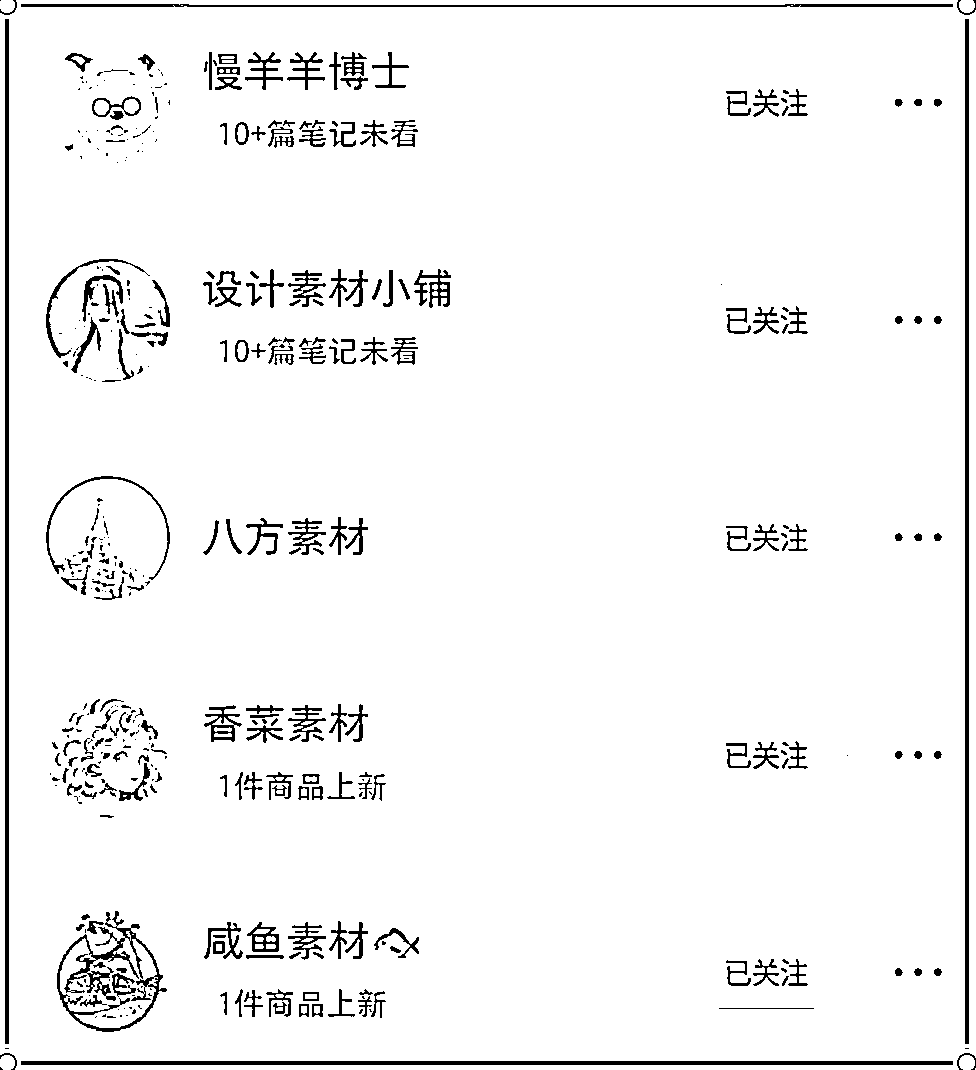 慢羊羊博士
10+篇笔记未看
已关注
设计素材小铺
10+篇笔记未看
已关注
八方素材
已关注
香菜素材
1件商品上新
已关注
咸鱼素材🐟
1件商品上新
已关注